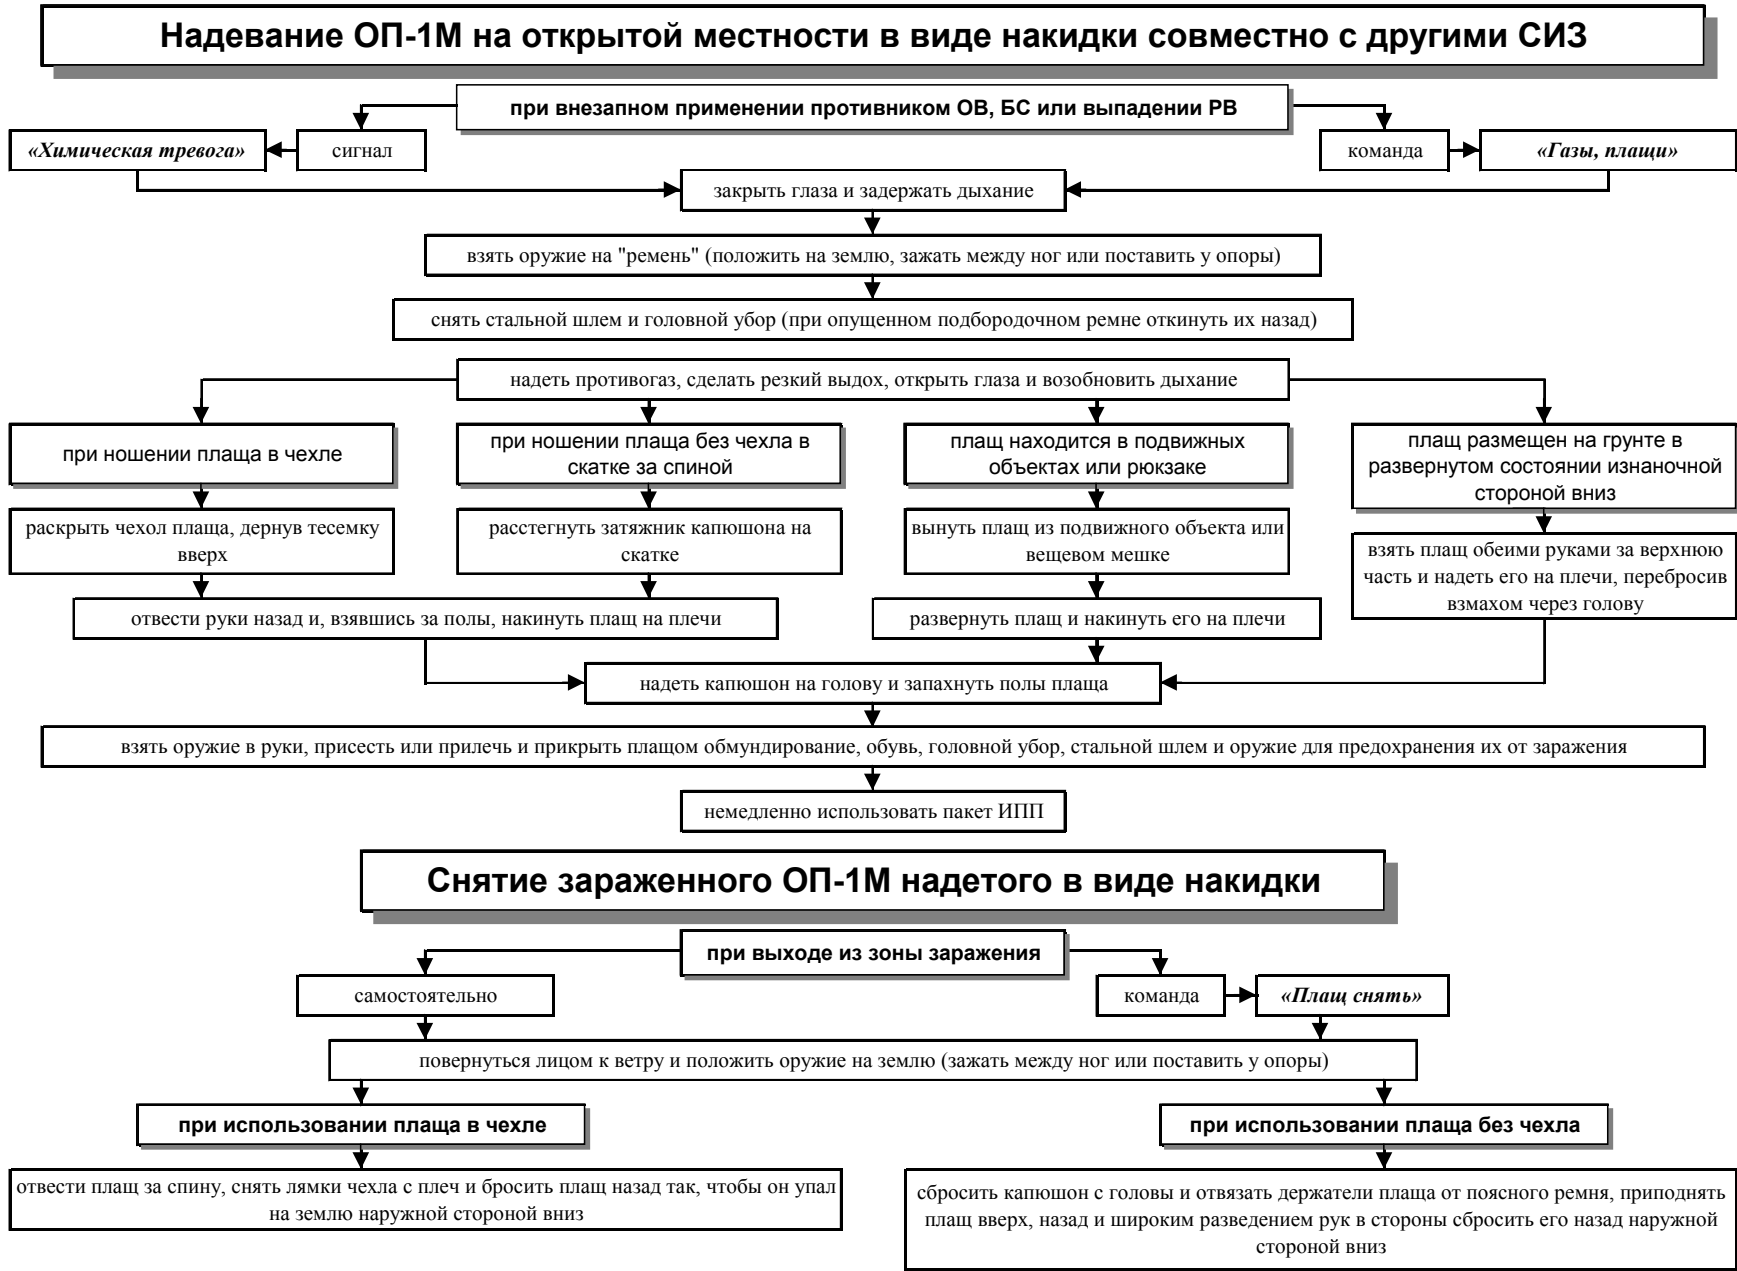 Надевание ОП-1М на открытой местности в виде накидки совместно с другими СИЗ
при внезапном применении противником ОВ, БС или выпадении РВ
«Химическая тревога»
сигнал
команда
«Газы, плащи»
закрыть глаза и задержать дыхание
взять оружие на "ремень" (положить на землю, зажать между ног или поставить у опоры)
снять стальной шлем и головной убор (при опущенном подбородочном ремне откинуть их назад)
надеть противогаз, сделать резкий выдох, открыть глаза и возобновить дыхание
при ношении плаща в чехле
при ношении плаща без чехла в
скатке за спиной
плащ находится в подвижных
объектах или рюкзаке
плащ размещен на грунте в
развернутом состоянии изнаночной
стороной вниз
раскрыть чехол плаща, дернув тесемку
вверх
расстегнуть затяжник капюшона на
скатке
вынуть плащ из подвижного объекта или
вещевом мешке
взять плащ обеими руками за верхнюю
часть и надеть его на плечи, перебросив
взмахом через голову
отвести руки назад и, взявшись за полы, накинуть плащ на плечи
развернуть плащ и накинуть его на плечи
надеть капюшон на голову и запахнуть полы плаща
взять оружие в руки, присесть или прилечь и прикрыть плащом обмундирование, обувь, головной убор, стальной шлем и оружие для предохранения их от заражения
немедленно использовать пакет ИПП
Снятие зараженного ОП-1М надетого в виде накидки
при выходе из зоны заражения
самостоятельно
команда
«Плащ снять»
повернуться лицом к ветру и положить оружие на землю (зажать между ног или поставить у опоры)
при использовании плаща в чехле
при использовании плаща без чехла
отвести плащ за спину, снять лямки чехла с плеч и бросить плащ назад так, чтобы он упал
на землю наружной стороной вниз
сбросить капюшон с головы и отвязать держатели плаща от поясного ремня, приподнять
плащ вверх, назад и широким разведением рук в стороны сбросить его назад наружной
стороной вниз